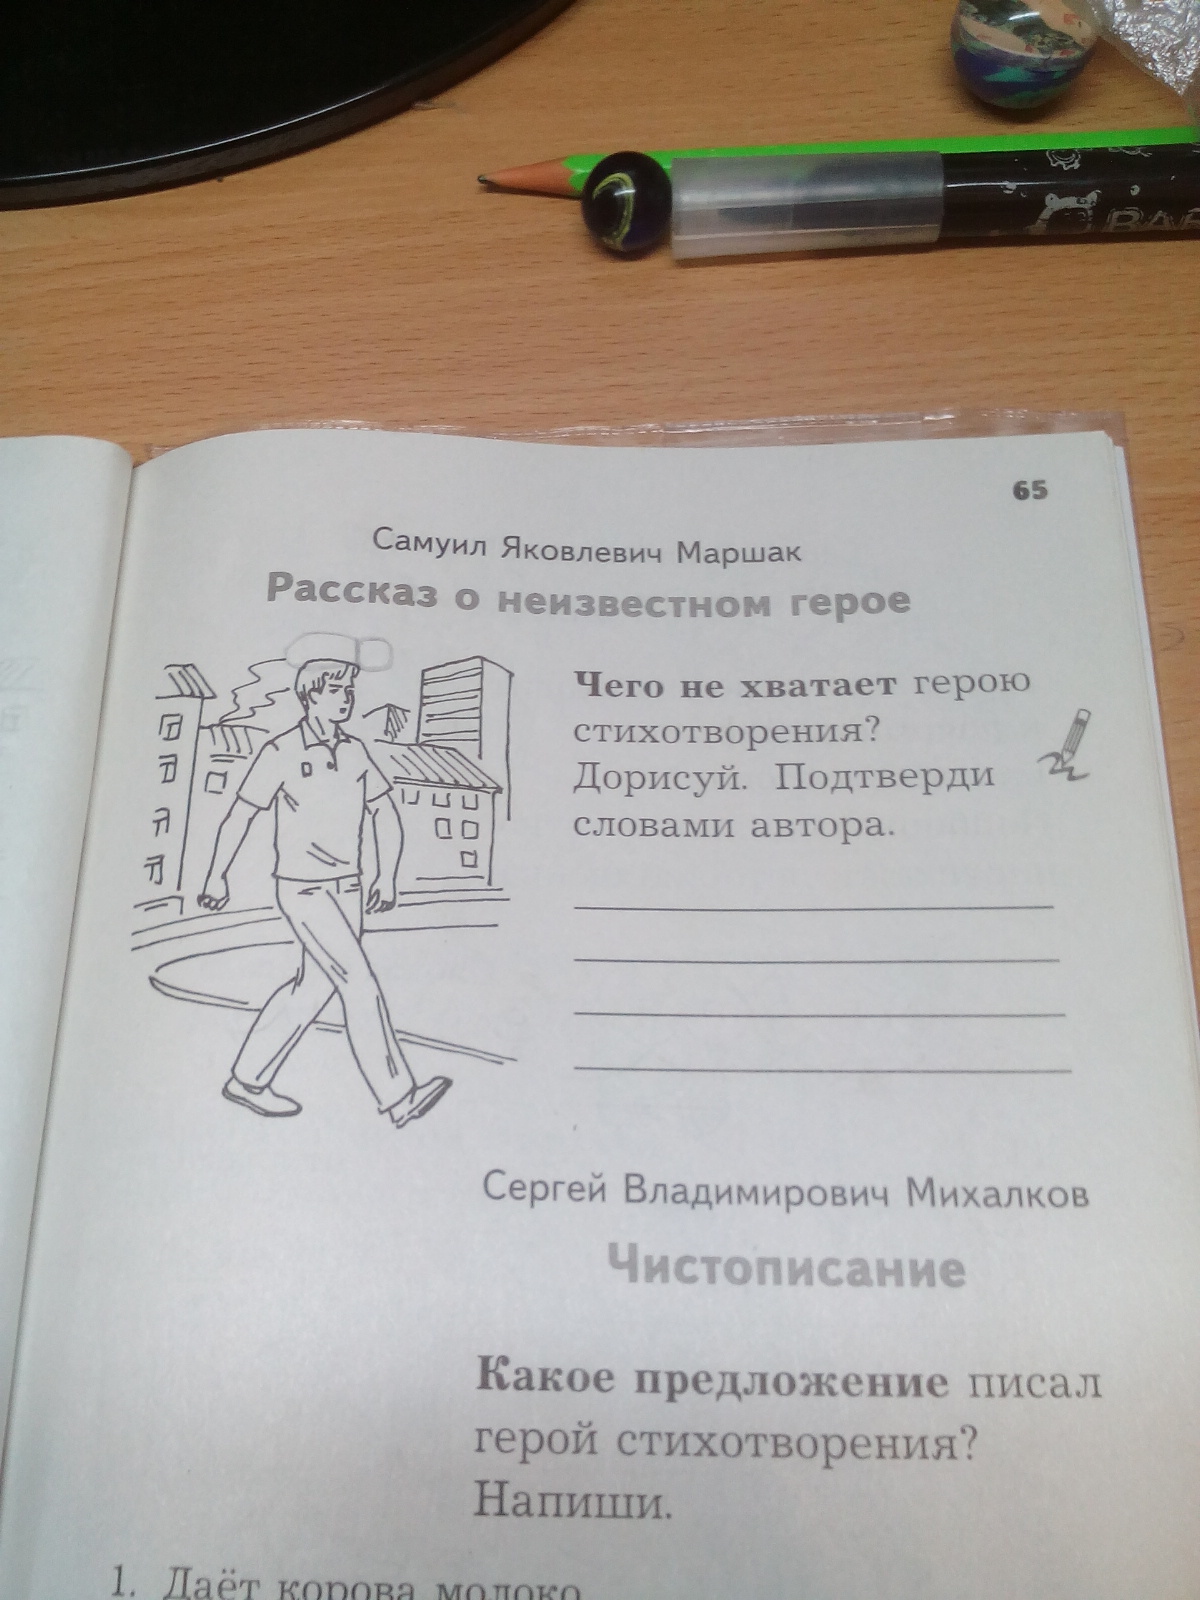 65
Самуил Яковлевич Маршак
Рассказ о неизвестном герое
Чего не хватает герою
стихотворения?
Дорисуй. Подтверди
словами автора.
Сергей Владимирович Михалков
Чистописание
Какое предложение писал
герой стихотворения?
Напиши.
1. Даёт корова молоко